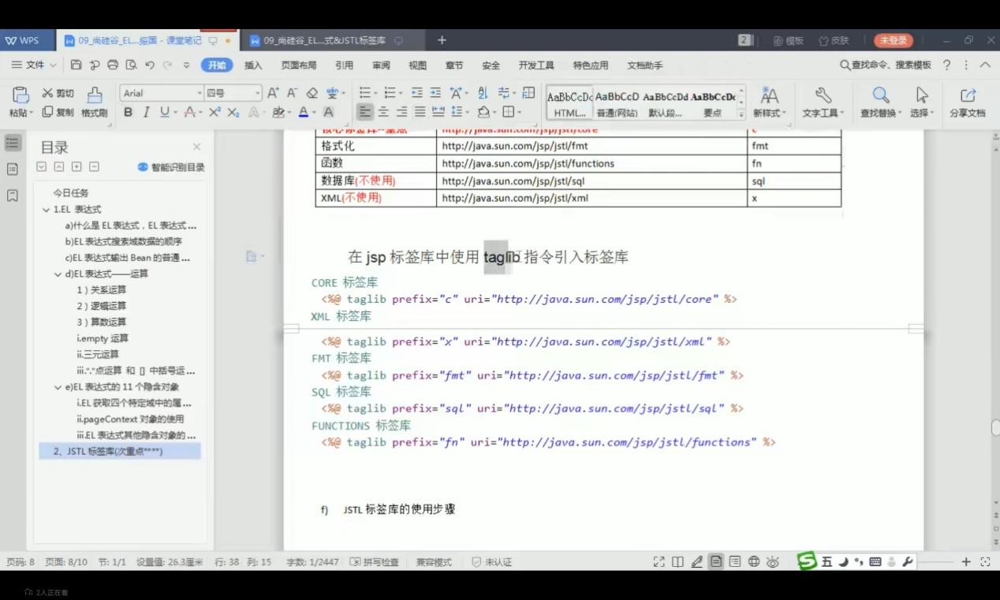 WPS 09_尚硅谷_EL...振国 - 课堂笔记 09_尚硅谷_EL...式&JSTL标签库 2 模板 皮肤 未登录
文件 开始 插入 页面布局 引用 审阅 视图 章节 安全 开发工具 特色应用 文档助手 查找命令、搜索模板
剪切 Arial 四号 AaBbCcDc AaBbCcD AaBbCcDd AaBbCcDc
粘贴 复制 格式刷 HTML... 普通(网站) 默认段... 要点 新样式 文字工具 查找替换 选择 分享文档
目录
智能识别目录
今日任务
1.EL 表达式
a)什么是 EL 表达式，EL 表达式...
b)EL 表达式搜索域数据的顺序
c)EL 表达式输出 Bean 的普通...
d)EL 表达式——运算
1）关系运算
2）逻辑运算
3）算数运算
i.empty 运算
ii.三元运算
iii."."点运算 和 [] 中括号运...
e)EL 表达式的 11 个隐含对象
i.EL 获取四个特定域中的属...
ii.pageContext 对象的使用
iii.EL 表达式其他隐含对象的...
2、JSTL 标签库(次重点****)
http://java.sun.com/jsp/jstl/core c
格式化 http://java.sun.com/jsp/jstl/fmt fmt
函数 http://java.sun.com/jsp/jstl/functions fn
数据库(不使用) http://java.sun.com/jsp/jstl/sql sql
XML(不使用) http://java.sun.com/jsp/jstl/xml x
在 jsp 标签库中使用 taglib 指令引入标签库
CORE 标签库
<%@ taglib prefix="c" uri="http://java.sun.com/jsp/jstl/core" %>
XML 标签库
<%@ taglib prefix="x" uri="http://java.sun.com/jsp/jstl/xml" %>
FMT 标签库
<%@ taglib prefix="fmt" uri="http://java.sun.com/jsp/jstl/fmt" %>
SQL 标签库
<%@ taglib prefix="sql" uri="http://java.sun.com/jsp/jstl/sql" %>
FUNCTIONS 标签库
<%@ taglib prefix="fn" uri="http://java.sun.com/jsp/jstl/functions" %>
f) JSTL 标签库的使用步骤
页码: 8 页面: 8/10 节: 1/1 设置值: 26.3厘米 行: 38 列: 15 字数: 1/2447 拼写检查 兼容模式 未认证 五
2人正在看